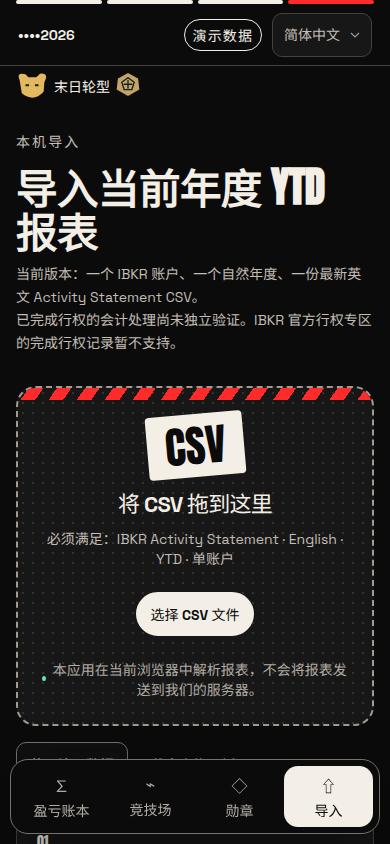 ••••2026
演示数据
简体中文
末日轮型
本机导入
导入当前年度 YTD
报表
当前版本：一个 IBKR 账户、一个自然年度、一份最新英
文 Activity Statement CSV。
已完成行权的会计处理尚未独立验证。IBKR 官方行权专区
的完成行权记录暂不支持。
CSV
将 CSV 拖到这里
必须满足：IBKR Activity Statement · English ·
YTD · 单账户
选择 CSV 文件
本应用在当前浏览器中解析报表，不会将报表发
送到我们的服务器。
盈亏账本
竞技场
勋章
导入
01